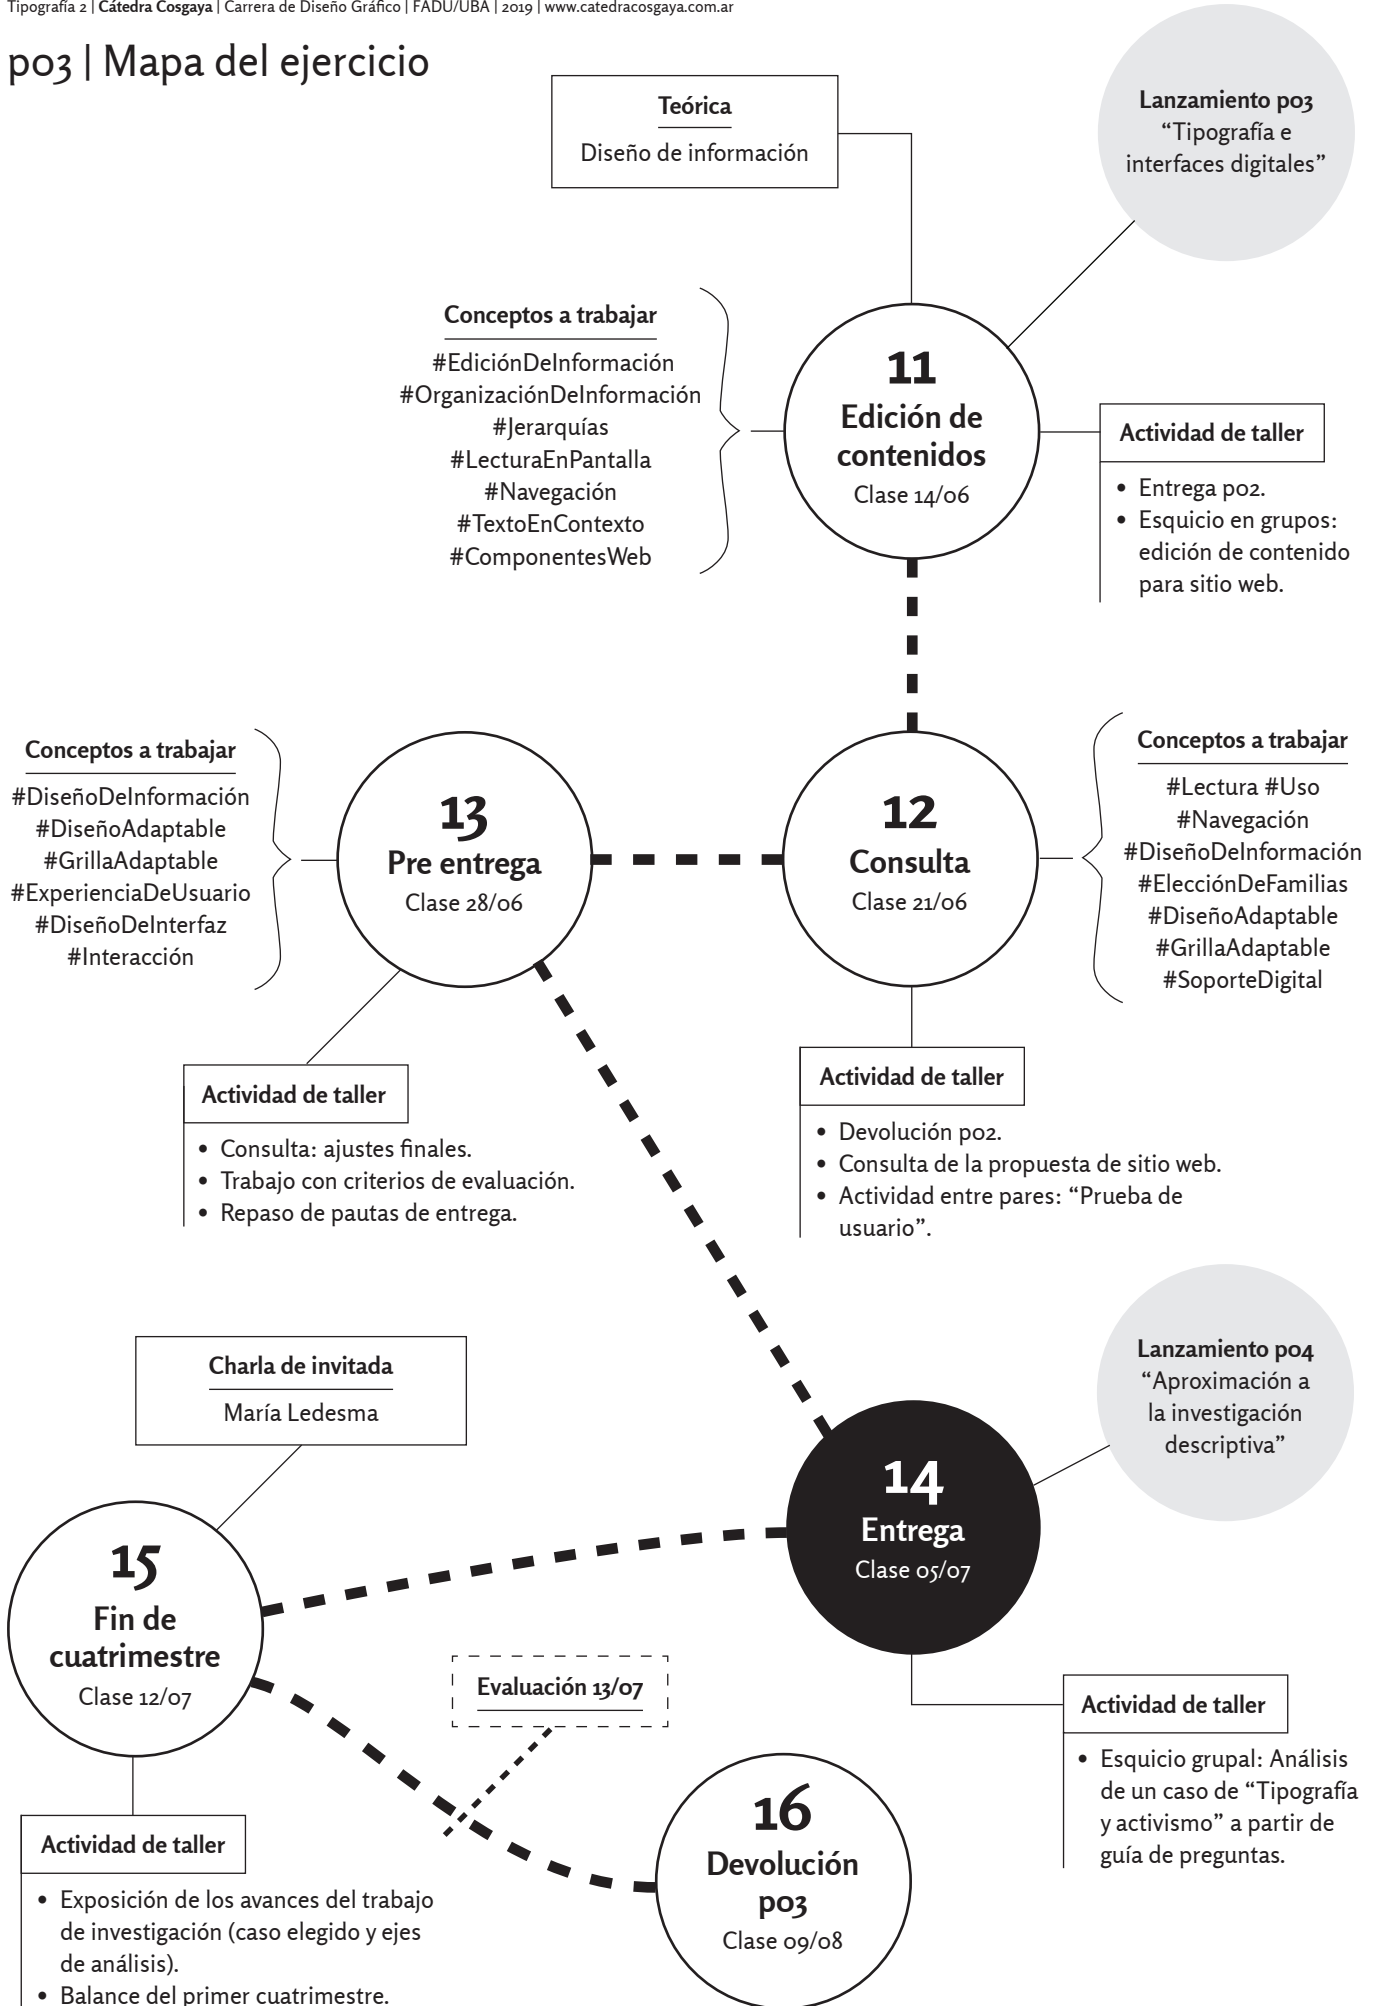 Tipografía 2 | Cátedra Cosgaya | Carrera de Diseño Gráfico | FADU/UBA | 2019 | www.catedracosgaya.com.ar
p03 | Mapa del ejercicio
Teórica
Diseño de información
Lanzamiento p03
“Tipografía e
interfaces digitales”
Conceptos a trabajar
#EdiciónDeInformación
#OrganizaciónDeInformación
#Jerarquías
#LecturaEnPantalla
#Navegación
#TextoEnContexto
#ComponentesWeb
11
Edición de
contenidos
Clase 14/06
Actividad de taller
• Entrega p02.
• Esquicio en grupos:
edición de contenido
para sitio web.
Conceptos a trabajar
#DiseñoDeInformación
#DiseñoAdaptable
#GrillaAdaptable
#ExperienciaDeUsuario
#DiseñoDeInterfaz
#Interacción
13
Pre entrega
Clase 28/06
12
Consulta
Clase 21/06
Conceptos a trabajar
#Lectura #Uso
#Navegación
#DiseñoDeInformación
#ElecciónDeFamilias
#DiseñoAdaptable
#GrillaAdaptable
#SoporteDigital
Actividad de taller
• Consulta: ajustes finales.
• Trabajo con criterios de evaluación.
• Repaso de pautas de entrega.
Actividad de taller
• Devolución p02.
• Consulta de la propuesta de sitio web.
• Actividad entre pares: “Prueba de
usuario”.
Charla de invitada
María Ledesma
Lanzamiento p04
“Aproximación a
la investigación
descriptiva”
14
Entrega
Clase 05/07
15
Fin de
cuatrimestre
Clase 12/07
Evaluación 13/07
Actividad de taller
• Esquicio grupal: Análisis
de un caso de “Tipografía
y activismo” a partir de
guía de preguntas.
16
Devolución
p03
Clase 09/08
Actividad de taller
• Exposición de los avances del trabajo
de investigación (caso elegido y ejes
de análisis).
• Balance del primer cuatrimestre.